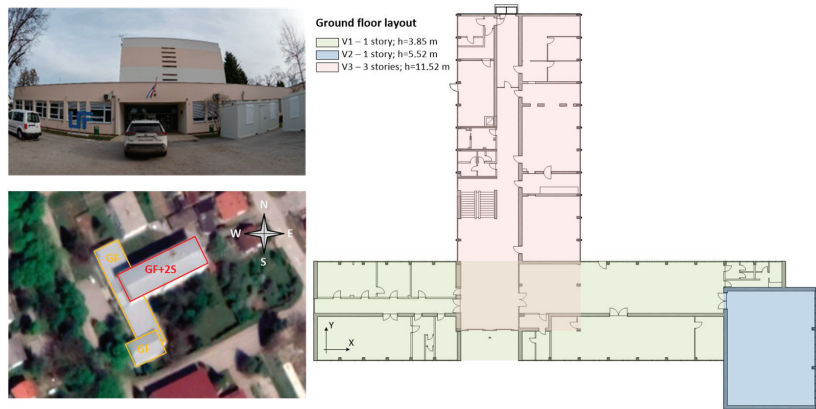 Ground floor layout
V1 – 1 story; h=3.85 m
V2 – 1 story; h=5.52 m
V3 – 3 stories; h=11.52 m
UF
N
W E
S
GF
GF+2S
GF
Y
X